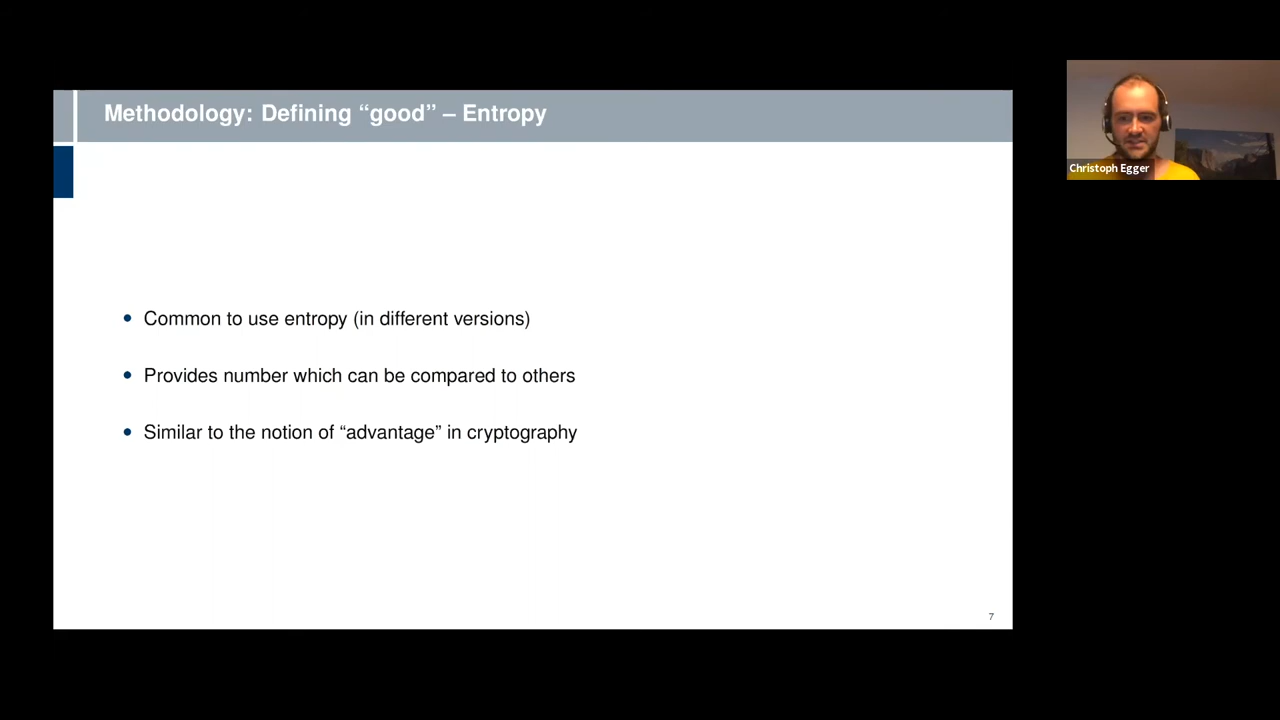 Methodology: Defining “good” – Entropy
Christoph Egger
• Common to use entropy (in different versions)
• Provides number which can be compared to others
• Similar to the notion of “advantage” in cryptography
7